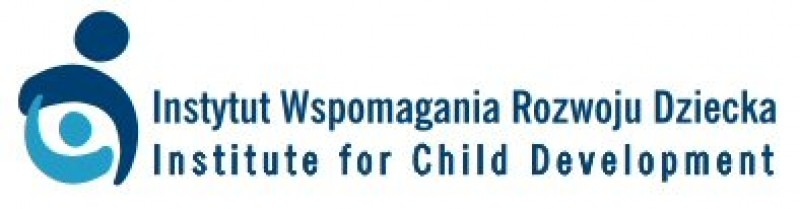 Instytut Wspomagania Rozwoju Dziecka
Institute for Child Development